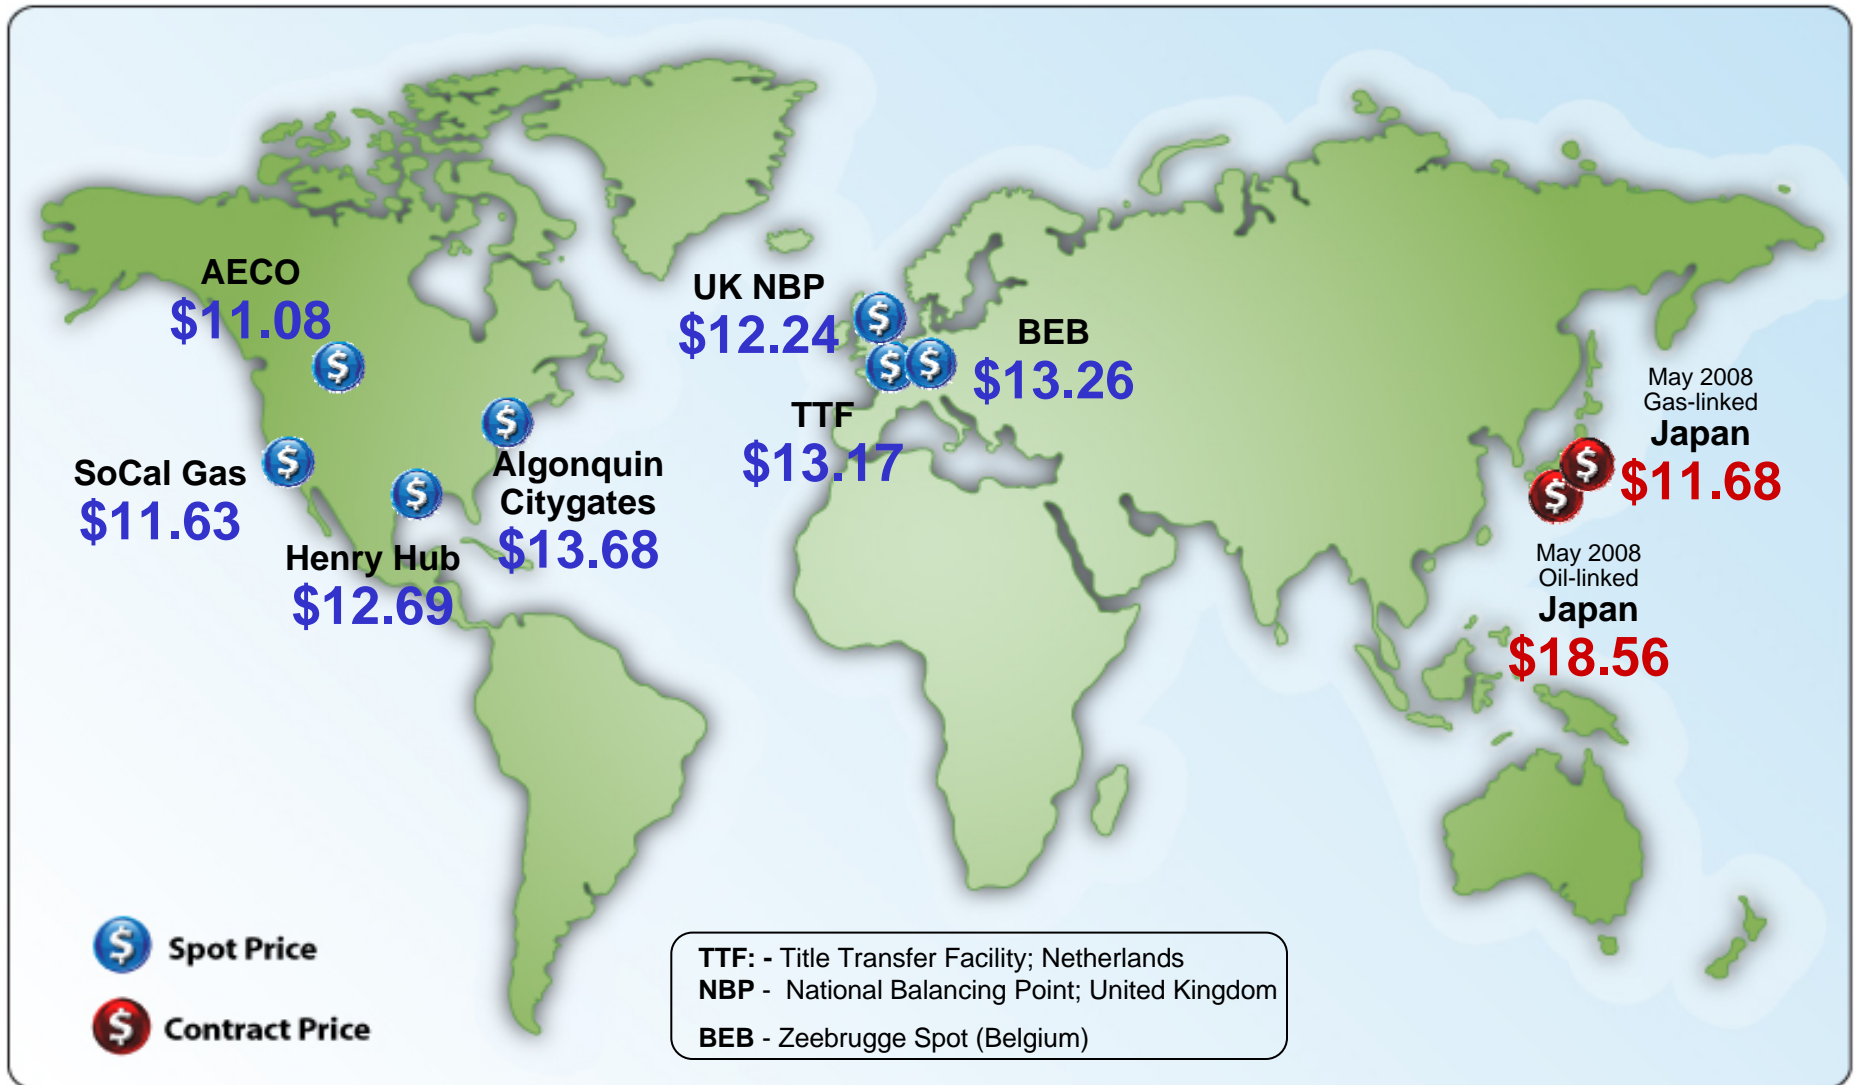 AECO
$11.08
SoCal Gas
$11.63
Henry Hub
$12.69
Algonquin
Citygates
$13.68
UK NBP
$12.24
BEB
$13.26
TTF
$13.17
May 2008
Gas-linked
Japan
$11.68
May 2008
Oil-linked
Japan
$18.56
$ Spot Price
$ Contract Price
TTF: - Title Transfer Facility; Netherlands
NBP - National Balancing Point; United Kingdom
BEB - Zeebrugge Spot (Belgium)